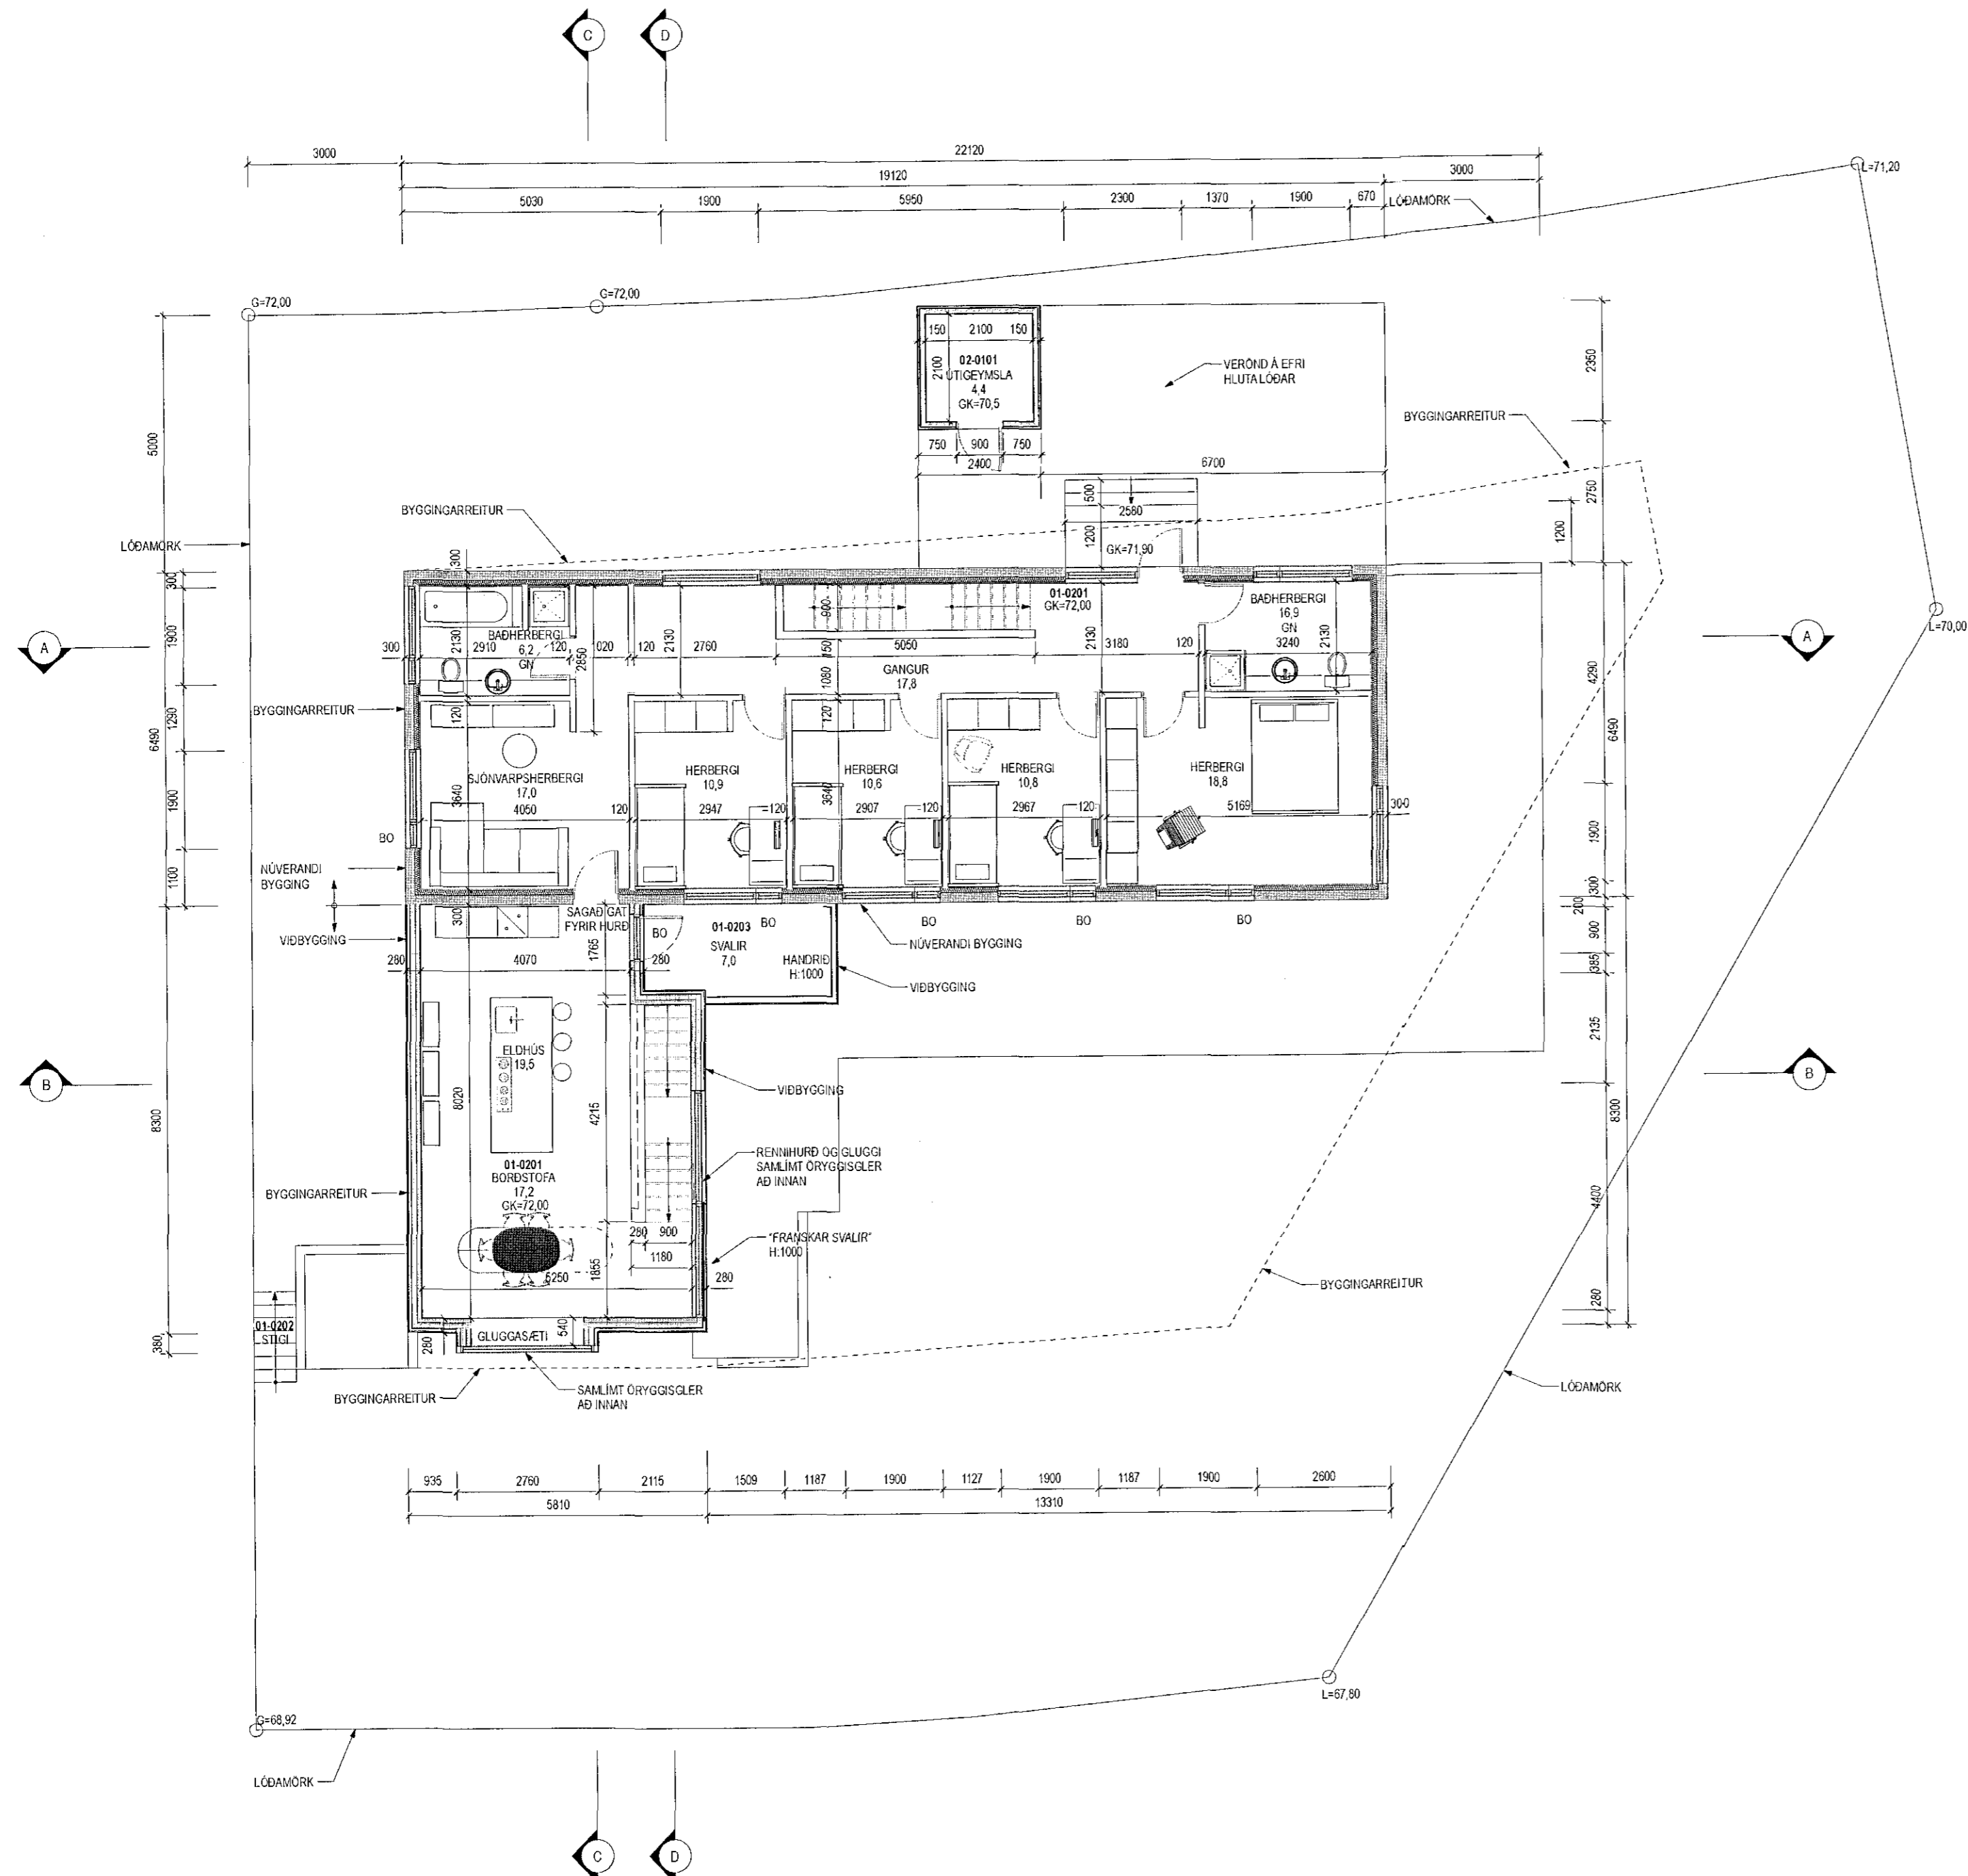 C
D
3000
22120
19120
3000
5030
1900
5950
2300
1370
1900
670
LÓÐAMÖRK
L=71,20
G=72,00
G=72,00
150
2100
150
2100
02-0101
ÚTIGEYMSLA
4,4
GK=70,5
VERÖND Á EFRI
HLUTA LÓÐAR
2350
BYGGINGARREITUR
5000
750
900
750
2400
6700
500
2580
2750
1200
BYGGINGARREITUR
LÓÐAMÖRK
300
1200
GK=71,90
300
01-0201
GK=72,00
900
BAÐHERBERGI
6,2
GN
BAÐHERBERGI
16,9
GN
3240
2130
L=70,00
A
A
1900
300
2130
2910
120
1020
120
2130
2760
150
5050
2130
3180
120
2850
GANGUR
17,8
1080
4290
BYGGINGARREITUR
120
120
1290
6490
6490
SJÓNVARPSHERBERGI
17,0
4050
3640
120
HERBERGI
10,9
2947
120
HERBERGI
10,6
3640
2907
120
HERBERGI
10,8
2967
120
HERBERGI
18,8
5169
300
1900
BO
1900
NÚVERANDI
BYGGING
1100
300
200
VIÐBYGGING
300
SAGAÐ GAT
FYRIR HURÐ
BO
01-0203
SVALIR
7,0
BO
BO
BO
BO
NÚVERANDI BYGGING
900
280
4070
1765
280
HANDRIÐ
H:1000
385
VIÐBYGGING
2135
ELDHÚS
19,5
B
B
VIÐBYGGING
8300
8020
4215
8300
RENNIHURÐ OG GLUGGI
SAMLÍMT ÖRYGGISGLER
AÐ INNAN
01-0201
BORÐSTOFA
17,2
GK=72,00
BYGGINGARREITUR
4400
280
900
"FRANSKAR SVALIR"
H:1000
1180
1855
5250
280
BYGGINGARREITUR
280
01-0202
STIGI
380
280
GLUGGASÆTI
540
BYGGINGARREITUR
SAMLÍMT ÖRYGGISGLER
AÐ INNAN
LÓÐAMÖRK
935
2760
2115
1509
1187
1900
1127
1900
1187
1900
2600
5810
13310
L=67,80
G=68,92
LÓÐAMÖRK
C
D